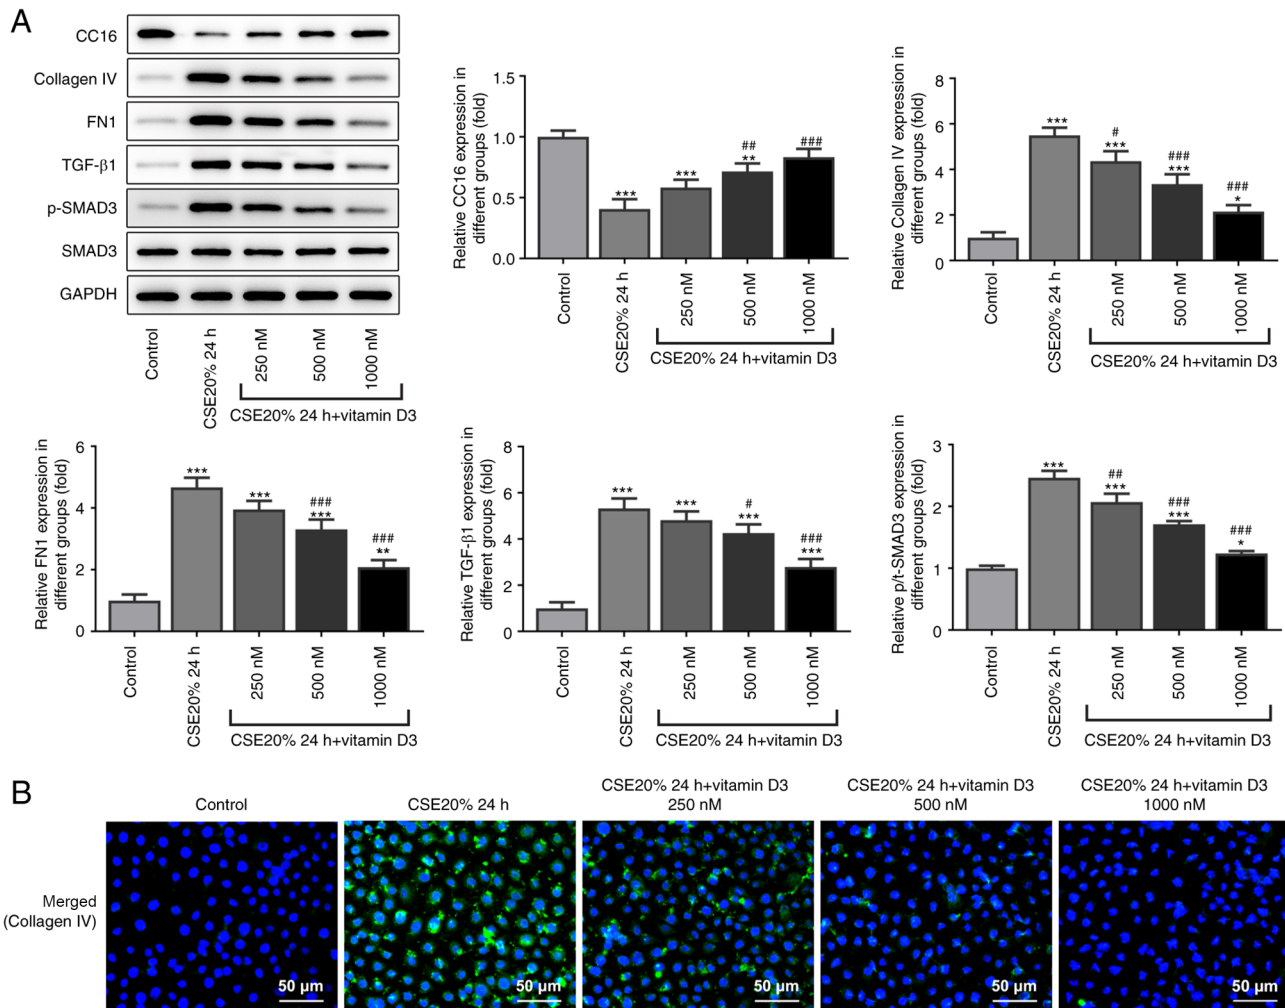 A
CC16
Collagen IV
FN1
TGF-β1
p-SMAD3
SMAD3
GAPDH
Control
CSE20% 24 h
250 nM
500 nM
1000 nM
CSE20% 24 h+vitamin D3
Relative CC16 expression in
different groups (fold)
1.5
1.0
0.5
0.0
***
***
##
**
###
Control
CSE20% 24 h
250 nM
500 nM
1000 nM
CSE20% 24 h+vitamin D3
Relative Collagen IV expression in
different groups (fold)
8
6
4
2
0
***
#
***
###
***
###
*
Control
CSE20% 24 h
250 nM
500 nM
1000 nM
CSE20% 24 h+vitamin D3
Relative FN1 expression in
different groups (fold)
6
4
2
0
***
***
###
***
###
**
Control
CSE20% 24 h
250 nM
500 nM
1000 nM
CSE20% 24 h+vitamin D3
Relative TGF-β1 expression in
different groups (fold)
8
6
4
2
0
***
***
#
***
###
***
Control
CSE20% 24 h
250 nM
500 nM
1000 nM
CSE20% 24 h+vitamin D3
Relative p/t-SMAD3 expression in
different groups (fold)
3
2
1
0
***
##
***
###
***
###
*
Control
CSE20% 24 h
250 nM
500 nM
1000 nM
CSE20% 24 h+vitamin D3
B
Control
CSE20% 24 h
CSE20% 24 h+vitamin D3
250 nM
CSE20% 24 h+vitamin D3
500 nM
CSE20% 24 h+vitamin D3
1000 nM
Merged
(Collagen IV)
50 μm
50 μm
50 μm
50 μm
50 μm